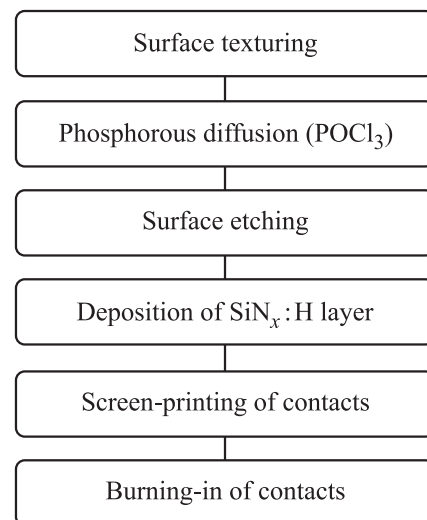 Surface texturing
Phosphorous diffusion (POCl₃)
Surface etching
Deposition of SiNₓ:H layer
Screen-printing of contacts
Burning-in of contacts